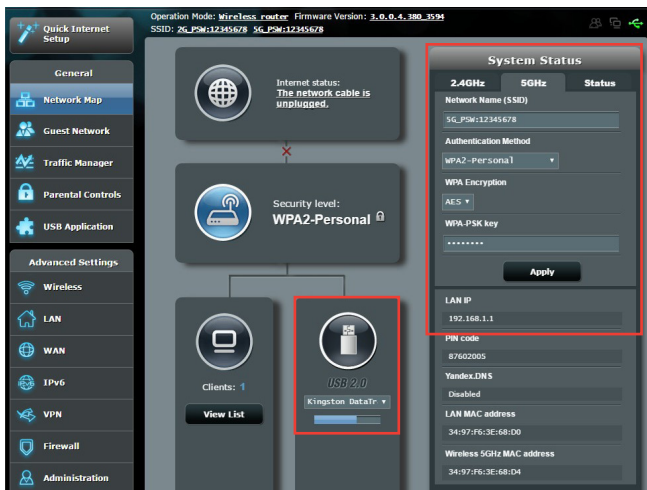 Quick Internet
Setup
Operation Mode: Wireless router Firmware Version: 3.0.0.4.380_3594
SSID: 2G_PSW:12345678 5G_PSW:12345678
General
Network Map
Guest Network
Traffic Manager
Parental Controls
USB Application
Advanced Settings
Wireless
LAN
WAN
IPv6
IPv6
VPN
Firewall
Administration
Internet status:
The network cable is
unplugged.
Security level:
WPA2-Personal
Clients: 1
View List
USB 2.0
Kingston DataTr
System Status
2.4GHz 5GHz Status
Network Name (SSID)
5G_PSW:12345678
Authentication Method
WPA2-Personal
WPA Encryption
AES
WPA-PSK key
········
Apply
LAN IP
192.168.1.1
PIN code
87602005
Yandex.DNS
Disabled
LAN MAC address
34:97:F6:3E:68:D0
Wireless 5GHz MAC address
34:97:F6:3E:68:D4